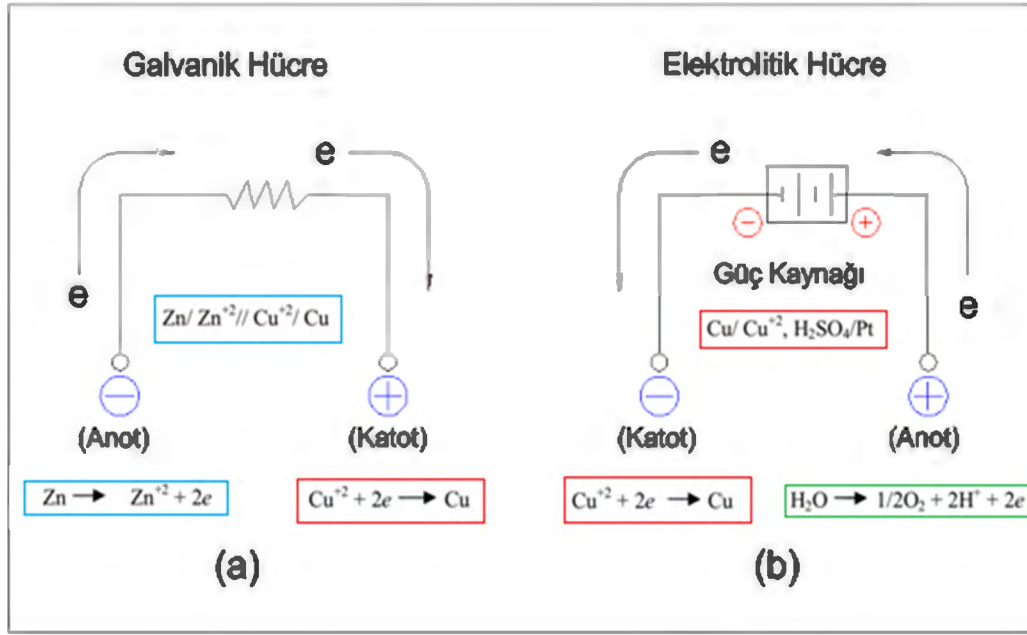 Galvanik Hücre
e
e
Zn/ Zn⁺²// Cu⁺²/ Cu
(Anot)
(Katot)
Zn → Zn⁺² + 2e
Cu⁺² + 2e → Cu
(a)
Elektrolitik Hücre
e
Güç Kaynağı
e
Cu/ Cu⁺², H₂SO₄/Pt
(Katot)
(Anot)
Cu⁺² + 2e → Cu
H₂O → 1/2O₂ + 2H⁺ + 2e
(b)